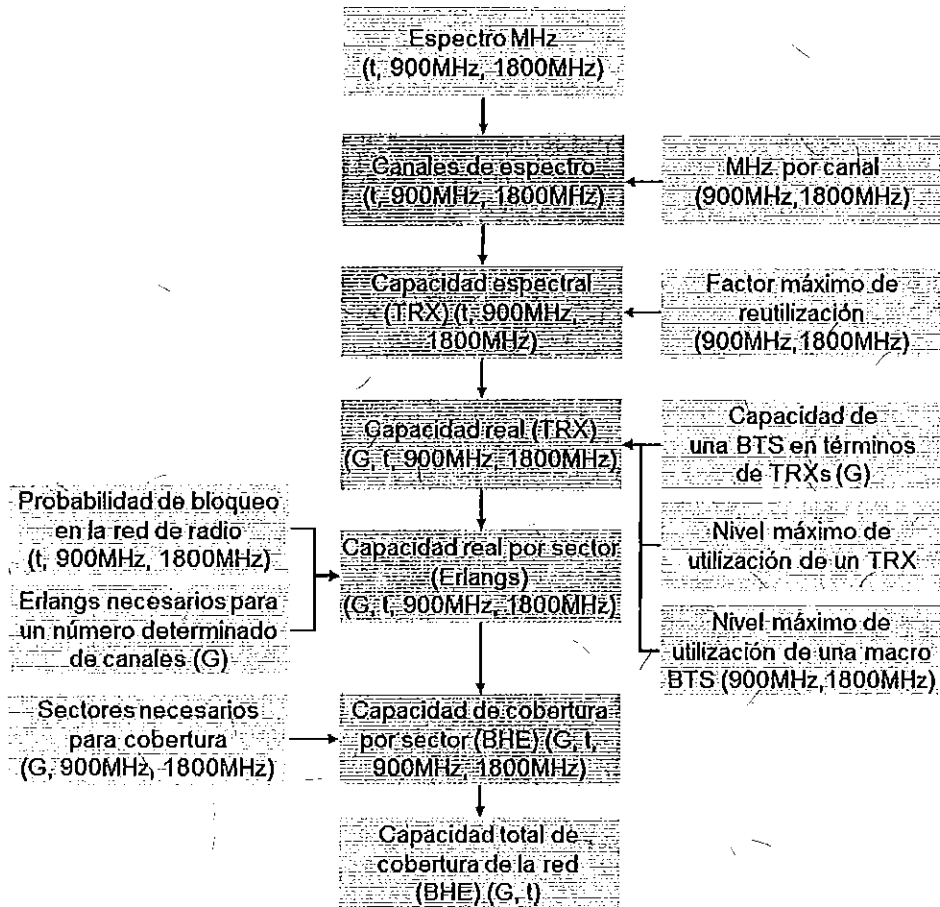 Espectro MHz
(t, 900MHz, 1800MHz)
Canales de espectro
(t, 900MHz, 1800MHz)
MHz por canal
(900MHz,1800MHz)
Capacidad espectral
(TRX) (t, 900MHz,
1800MHz)
Factor máximo de
reutilización
(900MHz,1800MHz)
Capacidad real (TRX)
(G, t, 900MHz, 1800MHz)
Capacidad de
una BTS en términos
de TRXs (G)
Probabilidad de bloqueo
en la red de radio
(t, 900MHz, 1800MHz)
Capacidad real por sector
(Erlangs)
(G, t, 900MHz, 1800MHz)
Nivel máximo de
utilización de un TRX
Erlangs necesarios para
un número determinado
de canales (G)
Nivel máximo de
utilización de una macro
BTS (900MHz,1800MHz)
Sectores necesarios
para cobertura
(G, 900MHz, 1800MHz)
Capacidad de cobertura
por sector (BHE) (G, t,
900MHz, 1800MHz)
Capacidad total de
cobertura de la red
(BHE) (G, t)